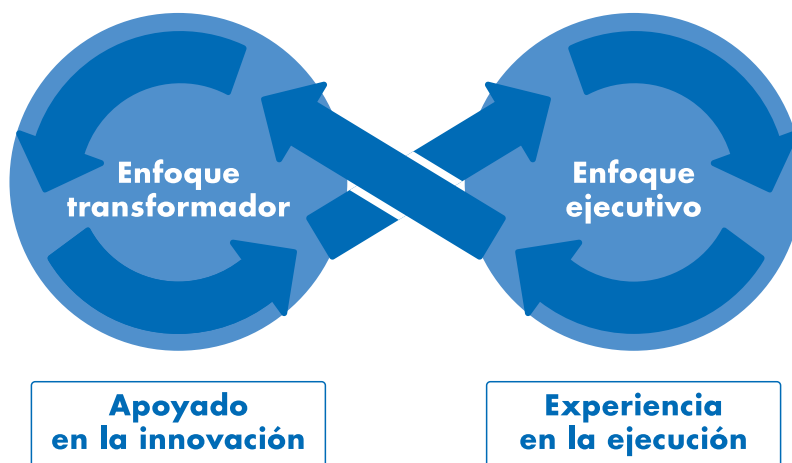 Enfoque
transformador
Enfoque
ejecutivo
Apoyado
en la innovación
Experiencia
en la ejecución